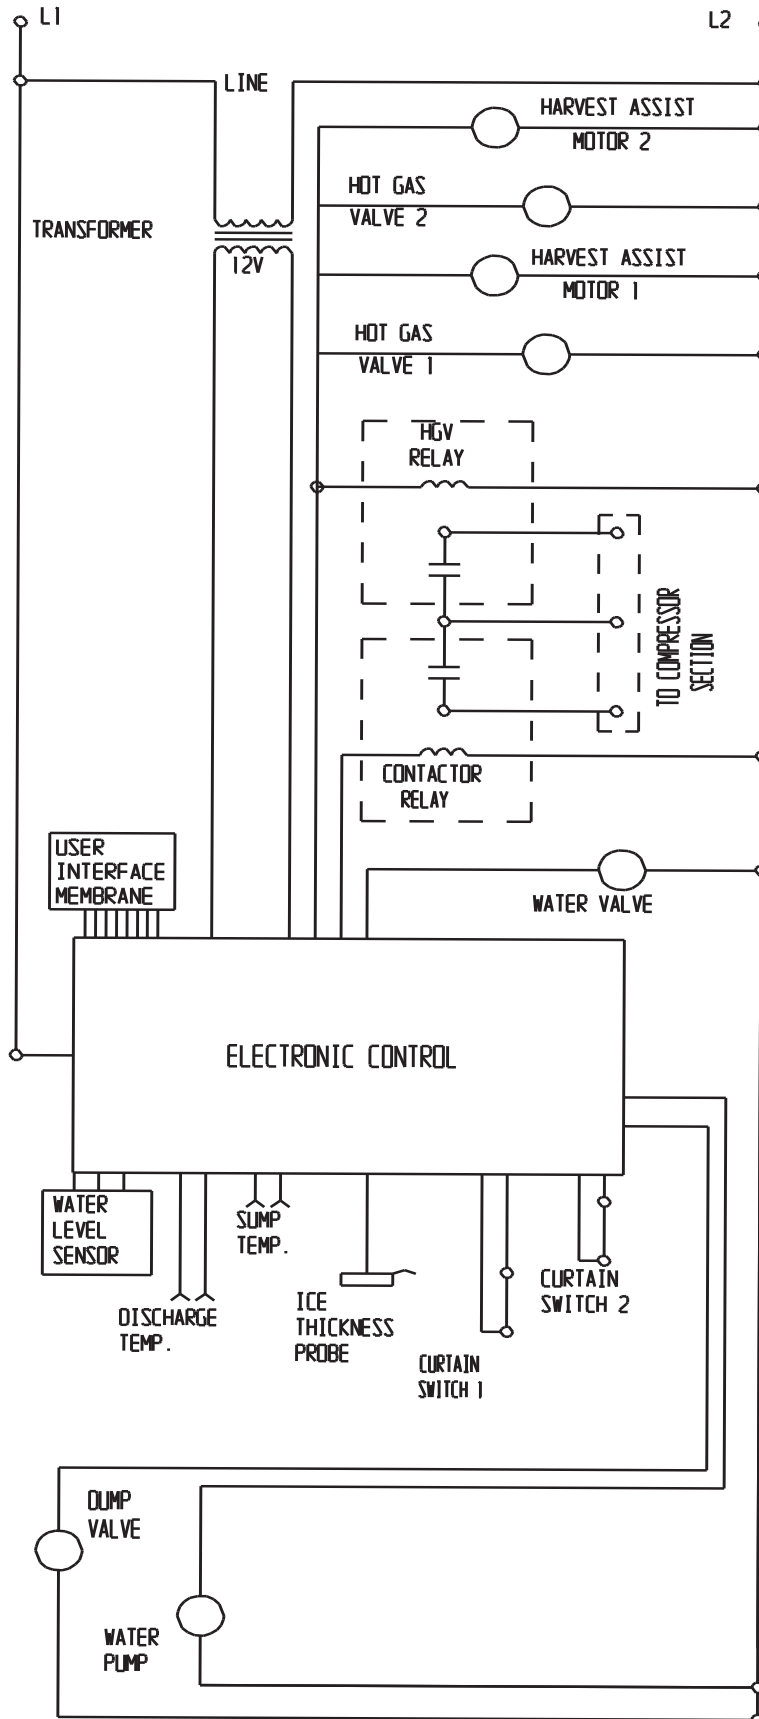 L1
L2
LINE
HARVEST ASSIST
MOTOR 2
HOT GAS
VALVE 2
TRANSFORMER
12V
HARVEST ASSIST
MOTOR 1
HOT GAS
VALVE 1
HGV
RELAY
TO COMPRESSOR
SECTION
CONTACTOR
RELAY
USER
INTERFACE
MEMBRANE
WATER VALVE
ELECTRONIC CONTROL
WATER
LEVEL
SENSOR
SUMP
TEMP.
DISCHARGE
TEMP.
ICE
THICKNESS
PROBE
CURTAIN
SWITCH 2
CURTAIN
SWITCH 1
DUMP
VALVE
WATER
PUMP